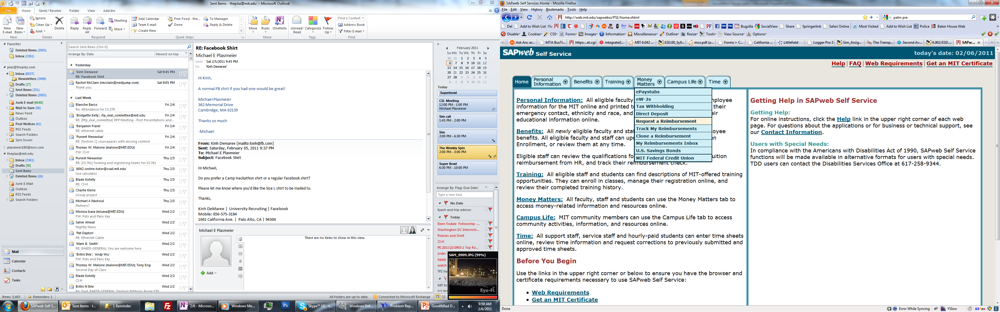 Sent Items - theplaz@mit.edu - Microsoft Outlook
File Home Send / Receive Folder View Add-Ins
New E-mail New Items New
Ignore Clean Up Junk Delete Delete
Reply Reply All Forward Meeting More Respond
Add Calendar Free Food - the... To Manager
Team E-mail Done Reply & Delete
Create New
Quick Steps
Move Rules OneNote Move
Unread/ Read Categorize Follow Up Tags
Find a Contact
Address Book
Filter E-mail
Find
Favorites
Deleted Items (2085)
Inbox (2361)
plaz@theplaz.com
Inbox (8037)
Newsletters (2498)
Drafts [27]
Sent Items (251)
Deleted Items (2085)
Junk E-mail [6648]
Mail to Save (36)
News Feed
Outbox
Post Notices (41)
RSS Feeds
Search Folders
Sync Issues
plasmeier180@msn.com
theplaz@mit.edu
Inbox (2361)
Drafts [38]
Sent Items
Deleted Items (16)
Junk E-Mail
Outbox
RSS Feeds
Search Folders
Mail
Calendar
Contacts
Tasks
Search Sent Items (Ctrl+E)
Arrange By: Date Newest on top
Yesterday
'Kinh Demaree' Sat 9:45 PM
RE: Facebook Shirt
Rachel McClain (rmcclain@nextjump.com) Sat 9:05 PM
Thank you
Last Week
Blanche Barco Fri 2/4
Re: Attendance for 15.279
'Bridgette Kelly'; rfp_eval_committee@mit.edu Fri 2/4
RE: [Rfp_eval_committee] RFP Meeting - Post Presentations and...
'Benjamin Frank' Fri 2/4
RE: ethernet cable
'Puneet Newaskar' Fri 2/4
RE: [Section C] coursepacks with missing content
Thomas W. Malone (malone@MIT.EDU) Fri 2/4
FW: CI-H
Puneet Newaskar Thu 2/3
RE: [15.761] forming and registering teams for 15.761
'6042-online-tutor@csail.mit.edu' Thu 2/3
Use calculator
Blade Kotelly Thu 2/3
RE: CI-H
Charlie Klene Thu 2/3
Group project
Michael A Nackoul Thu 2/3
Partners?
Monica Isava (misava@MIT.EDU) Wed 2/2
FW: Pots and Pans Key
Saher Ahwal Wed 2/2
Nightly News
'Pat Dayton' Wed 2/2
RE: Ethernet Cable
'Mark B. Smith' Wed 2/2
RE: BAKER-GENERAL: You are welcome here
'Britni Ihle'; 'Andy Wu' Wed 2/2
FW: Pots and Pans Key
Thomas W. Malone (malone@MIT.EDU); Tony Eng Wed 2/2
Second Day of Class
Blade Kotelly Wed 2/2
CI-H
Britni N Ihle Wed 2/2
Re: Fwd: BAKER-GENERAL: Election Petitions Room 538
RE: Facebook Shirt
Michael E Plasmeier
Sent: Sat 2/5/2011 9:45 PM
To: 'Kinh Demaree'
Hi Kinh,
A normal FB shirt if you had one would be great!
Michael Plasmeier
362 Memorial Drive
Cambridge, MA 02139
Thanks so much
-Michael
From: Kinh Demaree [mailto:kinh@fb.com]
Sent: Saturday, February 05, 2011 9:37 PM
To: Michael E Plasmeier
Subject: Facebook Shirt
Hi Michael,
Do you prefer a Camp Hackathon shirt or a regular Facebook shirt?
Please let me know where you'd like the Size L shirt to be mailed to.
Thanks,
Kinh DeMaree | University Recruiting | Facebook
Mobile: 650-575-3184
1601 California Ave. | Palo Alto, CA | 94304
Michael E Plasmeier
There are no items to show in this view.
Add
February 2011
Su Mo Tu We Th Fr Sa
30 31 1 2 3 4 5
6 7 8 9 10 11 12
13 14 15 16 17 18 19
20 21 22 23 24 25 26
27 28 1 2 3 4 5
6 7 8 9 10 11 12
Today
Superbowl
CSL Meeting
12:00 PM - 1:00 PM
Michael Plasmeier
Sim call
1:45 PM - 2:00 PM
Sim
2:00 PM - 6:30 PM
The Weekly Spin
2:00 PM - 3:00 PM
Super Bowl
6:30 PM - 10:00 PM
Arrange By: Flag: Due Date
Type a new task
No Date
Kyach and trip advisor
Today
Eben Tisdale Fellowship -...
Washington DC Internshi...
Policies and Shelf
CI-H
PE.2011Q3.0903.1 Top Ro...
order
Apply
watch
TP2 ha
MIT Ex
[15.761
SAM_0909.JPG (99%)
Eye-Fi.
Items: 3,465 Reminders: 1 All folders are up to date. Connected to Microsoft Exchange
SAPweb Self S... Sent Items - t... 1 Reminder 2/6 - Microso... Windows Me... Ps Skype™ [4] - t... Windows Def... Problem Rep... Good&Bad D...
9:59 AM
2/6/2011
SAPweb Self Service: Home - Mozilla Firefox
File Edit View History Bookmarks Tools Help
http://web.mit.edu/sapwebss/PS1/home.shtml palm pre
Del Add to Wish List Bugzilla SocialView Share Springerlink Safari Online Most Visited Add to Wish List Police Baker House Web
Disable Cookies CSS Forms Images Information Miscellaneous Outline Resize Tools View Source Options
Ask Ars: ar... MTA BusTi... https:...et.cgi integrate(l... MIT 6.042 ... ESD.00_Syll... mcs.pdf (a... Forms > C... California ... Littlefield Logger Pro 3 Sim_Assig... The Transp... Second Av... 6.902/ESD.... SAPw...
SAPweb Self Service today's date: 02/06/2011
Help | FAQ | Web Requirements | Get an MIT Certificate
Home Personal Information Benefits Training Money Matters Campus Life Time
ePaystubs
eW-2s
Tax Withholding
Direct Deposit
Request a Reimbursement
Track My Reimbursements
Clone a Reimbursement
My Reimbursements Inbox
U.S. Savings Bonds
MIT Federal Credit Union
Personal Information: All eligible faculty
information for the MIT online and printed their
emergency contact, ethnicity and race, and
educational information online.
Benefits: All newly eligible faculty and
benefits. All eligible faculty and staff can
Enrollment, or review them at any time.
Eligible staff can review the qualifications
reimbursement from HR, and track their reimbursement check.
Training: All eligible staff and students can find descriptions of MIT-offered training
opportunities. They can enroll in classes, manage their registration online, and
review their completed training history.
Money Matters: All faculty, staff and students can use the Money Matters tab to
access money-related information and resources online.
Campus Life: MIT community members can use the Campus Life tab to access
community activities, information, and resources online.
Time: All support staff, service staff and hourly-paid students can enter time sheets
online, review time information and request corrections to previously submitted and
approved time sheets.
Before You Begin
Use the links in the upper right corner or below to ensure you have the browser and
certificate requirements necessary to use SAPweb Self Service:
Web Requirements
Get an MIT Certificate
Getting Help in SAPweb Self Service
Getting Help:
For online instructions, click the Help link in the upper right corner of each web
page. For questions about the applications or for business or technical support, see
our Contact Information.
Users with Special Needs:
In compliance with the Americans with Disabilities Act of 1990, SAPweb Self Service
functions will be made available in alternative formats for users with special needs.
TDD users can contact the Disabilities Services Office at 617-258-9344.
Done Error While Syncing YSlow S3Fox